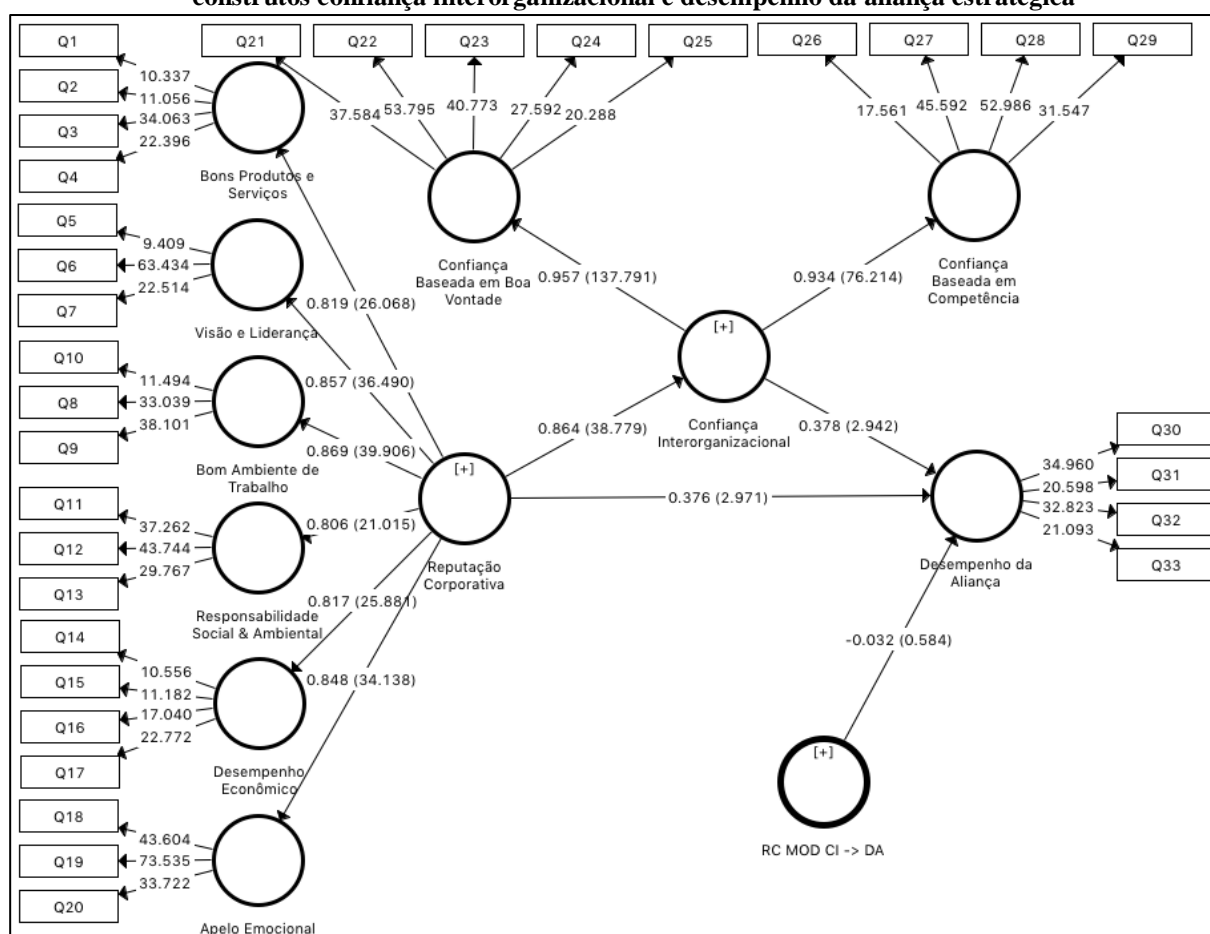 construtos confiança interorganizacional e desempenho da aliança estratégica
Q1
Q21
Q22
Q23
Q24
Q25
Q26
Q27
Q28
Q29
Q2
Q3
Q4
10.337
11.056
34.063
22.396
37.584
53.795
40.773
27.592
20.288
17.561
45.592
52.986
31.547
Bons Produtos e
Serviços
Q5
Q6
Q7
9.409
63.434
22.514
Visão e Liderança
Confiança
Baseada em Boa
Vontade
Confiança
Baseada em
Competência
0.819 (26.068)
0.957 (137.791)
0.934 (76.214)
[+]
Confiança
Interorganizacional
Q10
Q8
Q9
11.494
33.039
38.101
Bom Ambiente de
Trabalho
0.857 (36.490)
0.869 (39.906)
0.864 (38.779)
0.378 (2.942)
[+]
Reputação
Corporativa
0.376 (2.971)
Q30
Q31
Q32
Q33
34.960
20.598
32.823
21.093
Desempenho da
Aliança
Q11
Q12
Q13
37.262
43.744
29.767
Responsabilidade
Social & Ambiental
0.806 (21.015)
0.817 (25.881)
-0.032 (0.584)
Q14
Q15
Q16
Q17
10.556
11.182
17.040
22.772
Desempenho
Econômico
0.848 (34.138)
[+]
RC MOD CI -> DA
Q18
Q19
Q20
43.604
73.535
33.722
Apelo Emocional